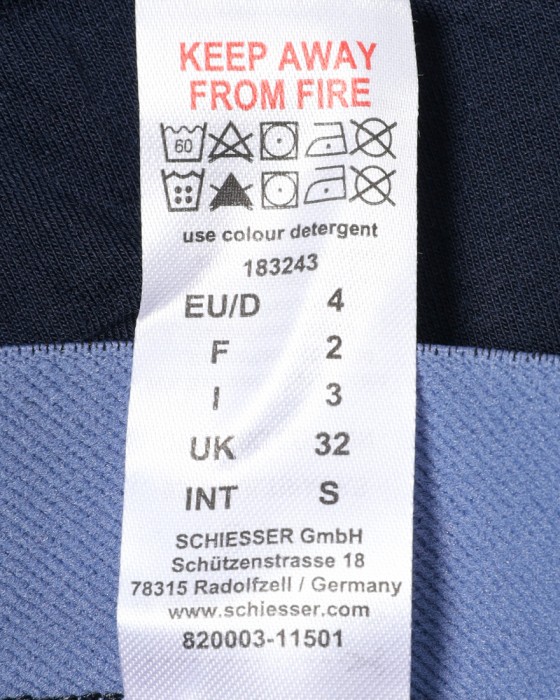 KEEP AWAY
FROM FIRE
60
use colour detergent
183243
EU/D 4
F 2
I 3
UK 32
INT S
SCHIESSER GmbH
Schützenstrasse 18
78315 Radolfzell / Germany
www.schiesser.com
820003-11501